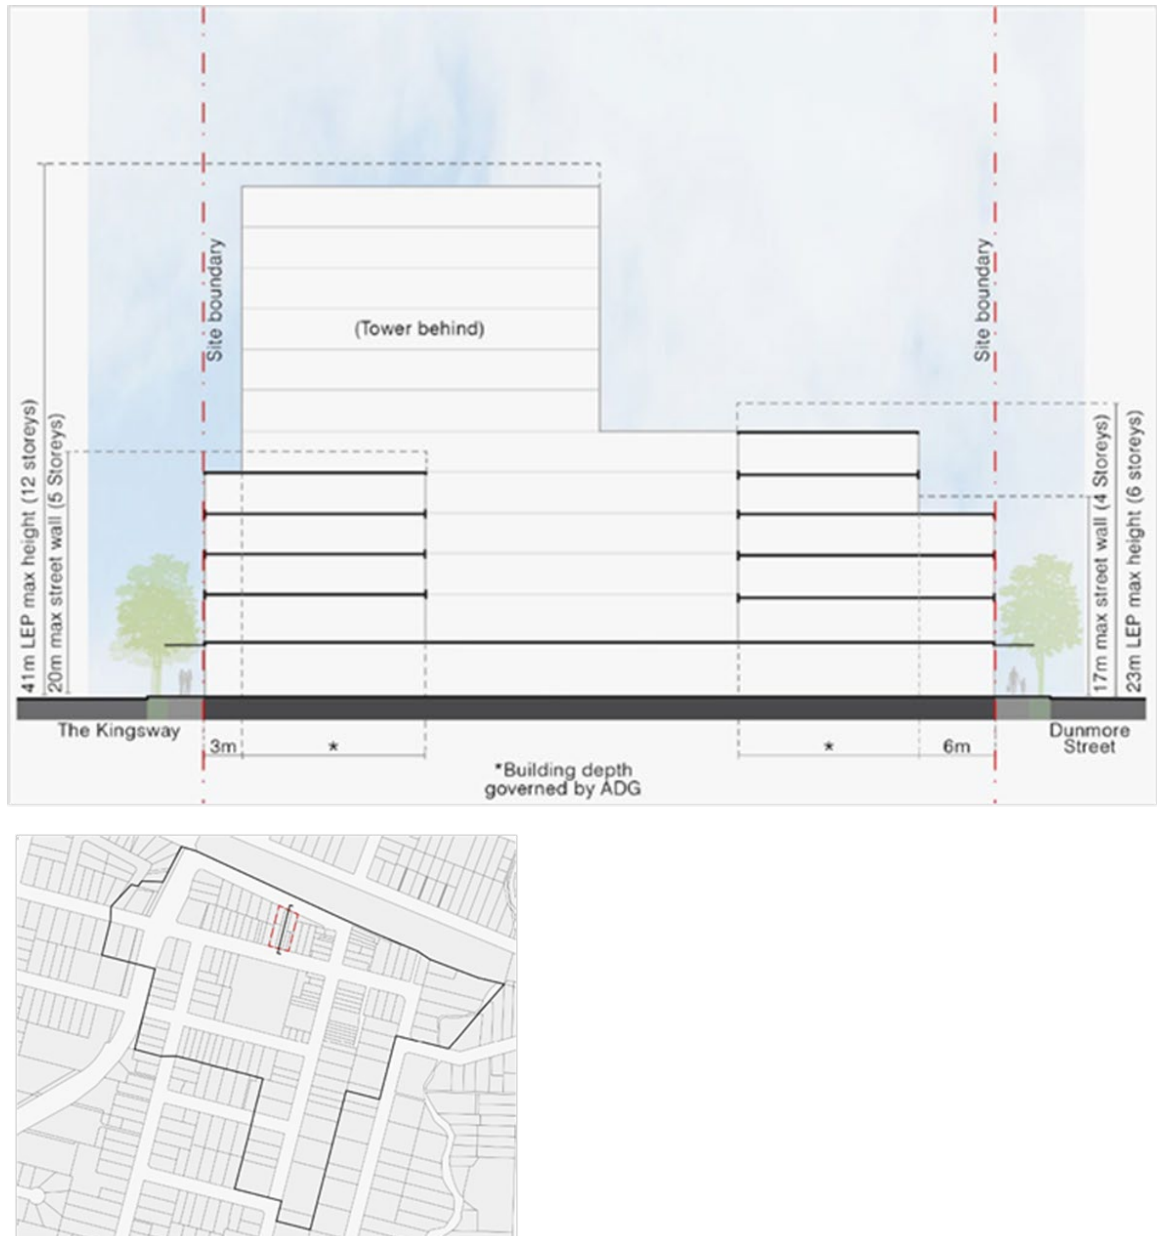 Site boundary
Site boundary
(Tower behind)
41m LEP max height (12 storeys)
20m max street wall (5 Storeys)
17m max street wall (4 Storeys)
23m LEP max height (6 storeys)
The Kingsway
Dunmore
Street
3m
*
*
6m
*Building depth
governed by ADG